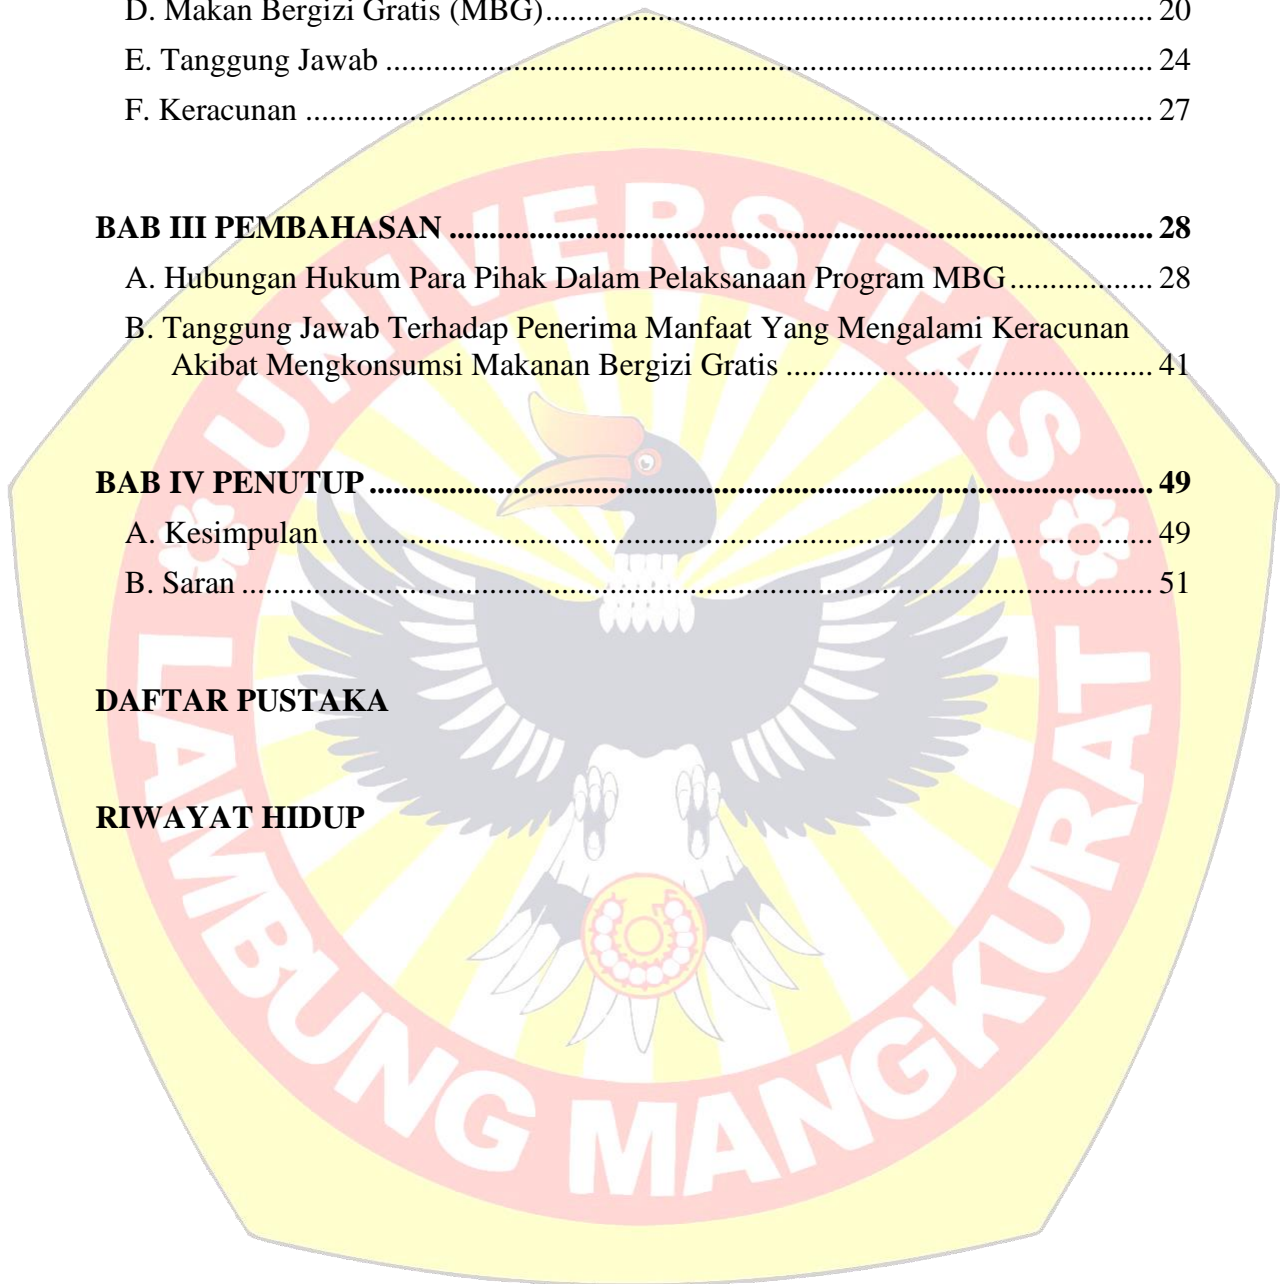 D. Makan Bergizi Gratis (MBG)............................................................................ 20
E. Tanggung Jawab ................................................................................................ 24
F. Keracunan .......................................................................................................... 27
BAB III PEMBAHASAN ........................................................................................ 28
A. Hubungan Hukum Para Pihak Dalam Pelaksanaan Program MBG.................. 28
B. Tanggung Jawab Terhadap Penerima Manfaat Yang Mengalami Keracunan
Akibat Mengkonsumsi Makanan Bergizi Gratis .............................................. 41
BAB IV PENUTUP .................................................................................................. 49
A. Kesimpulan........................................................................................................ 49
B. Saran .................................................................................................................. 51
DAFTAR PUSTAKA
RIWAYAT HIDUP
UNIVERSITAS
LAMBUNG MANGKURAT